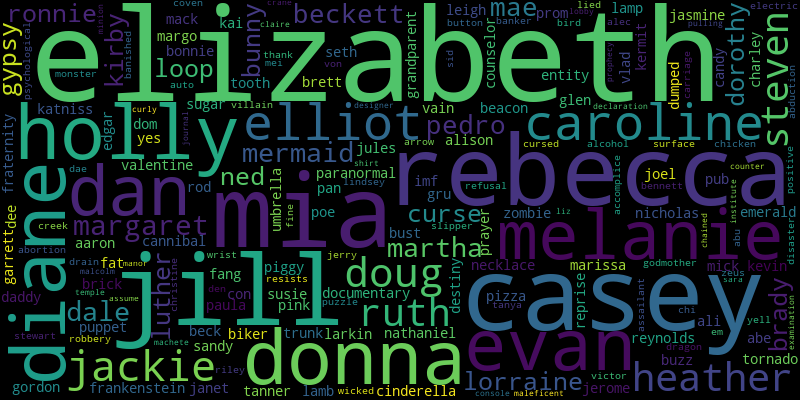 elizabeth
rebecca
casey
mia
jill
holly
dan
diane
donna
melanie
evan
caroline
elliot
jackie
ruth
doug
heather
steven
margaret
dale
martha
lorraine
curse
mermaid
pedro
beckett
mae
ronnie
gypsy
kirby
loop
bunny
dorothy
ned
luther
brady
mack
margo
bonnie
kai
seth
brett
tooth
sugar
auto
thank
mei
von
grandparent
leigh
button
banker
sid
prom
bird
counselor
entity
lamp
alec
kermit
vlad
dumped
jasmine
candy
charley
electric
pulling
lobby
crane
lied
coven
claire
banished
psychological
monster
minion
prophecy
carriage
abduction
katniss
curly
villain
designer
declaration
vain
beacon
glen
alison
jules
arrow
cursed
alcohol
surface
chicken
counter
positive
edgar
dom
yes
valentine
journal
fraternity
dae
rod
paranormal
pan
shirt
lindsey
imf
gru
refusal
accomplice
joel
pub
bennett
institute
creek
garrett
dee
aaron
cannibal
umbrella
fine
poe
bust
slipper
prayer
zombie
liz
nicholas
chained
abu
emerald
disaster
abortion
drain
malcolm
fat
manor
wrist
jerry
piggy
resists
fang
con
susie
documentary
destiny
necklace
marissa
godmother
mick
kevin
zeus
sara
daddy
temple
assume
brick
christine
den
paula
pink
puzzle
pizza
tanya
reprise
assailant
chi
ali
yell
dragon
em
examination
stewart
robbery
puppet
machete
beck
biker
sandy
trunk
larkin
nathaniel
reynolds
buzz
abe
tornado
gordon
frankenstein
janet
riley
tanner
lamb
wicked
cinderella
console
maleficent
victor
jerome